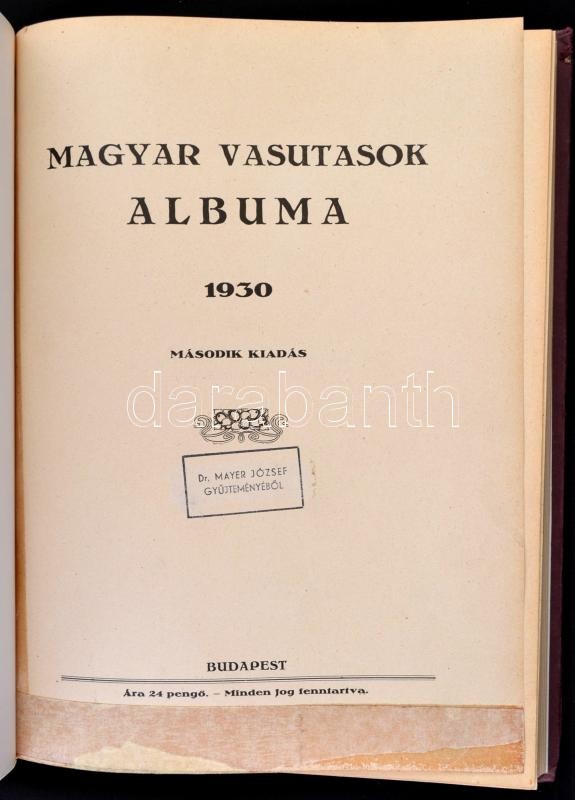 MAGYAR VASUTASOK
ALBUMA
1930
MÁSODIK KIADÁS
darabanth
Dr. MAYER JÓZSEF
GYŰJTEMÉNYÉBŐL
BUDAPEST
Ára 24 pengő. – Minden jog fenntartva.